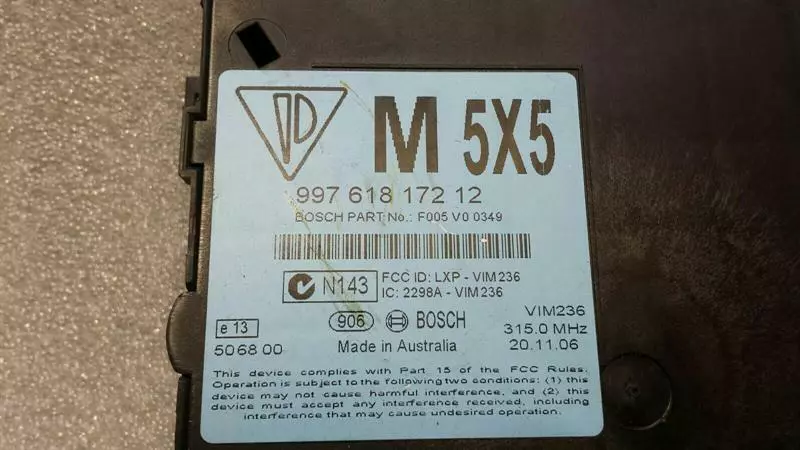 M 5X5
997 618 172 12
BOSCH PART No.: F005 V0 0349
N143
FCC ID: LXP - VIM236
IC: 2298A - VIM236
e 13
906
BOSCH
VIM236
315.0 MHz
506800
Made in Australia
20.11.06
This device complies with Part 15 of the FCC Rules.
Operation is subject to the following two conditions: (1) this
device may not cause harmful interference, and (2) this
device must accept any interference received, including
interference that may cause undesired operation.